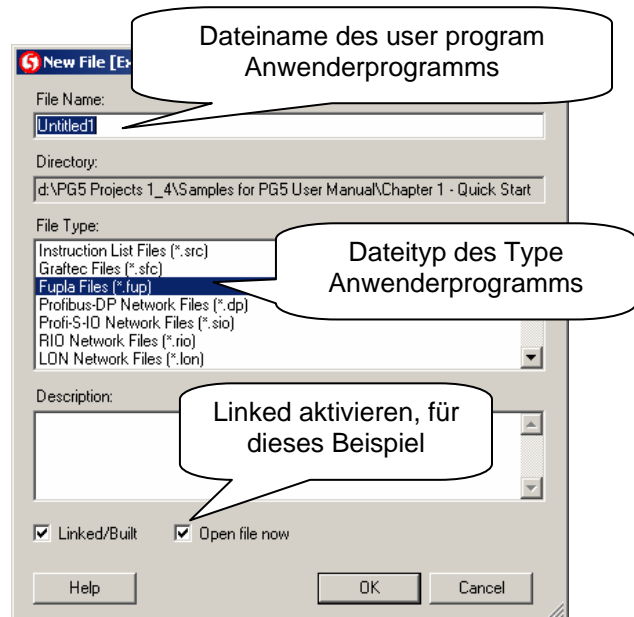 Dateiname des user program
Anwenderprogramms
New File [Ex
File Name:
Untitled1
Directory:
d:\PG5 Projects 1_4\Samples for PG5 User Manual\Chapter 1 - Quick Start
File Type:
Instruction List Files (*.src)
Graftec Files (*.sfc)
Fupla Files (*.fup)
Profibus-DP Network Files (*.dp)
Profi-S-IO Network Files (*.sio)
RIO Network Files (*.rio)
LON Network Files (*.lon)
Dateityp des Type
Anwenderprogramms
Description:
Linked aktivieren, für
dieses Beispiel
Linked/Built Open file now
Help OK Cancel